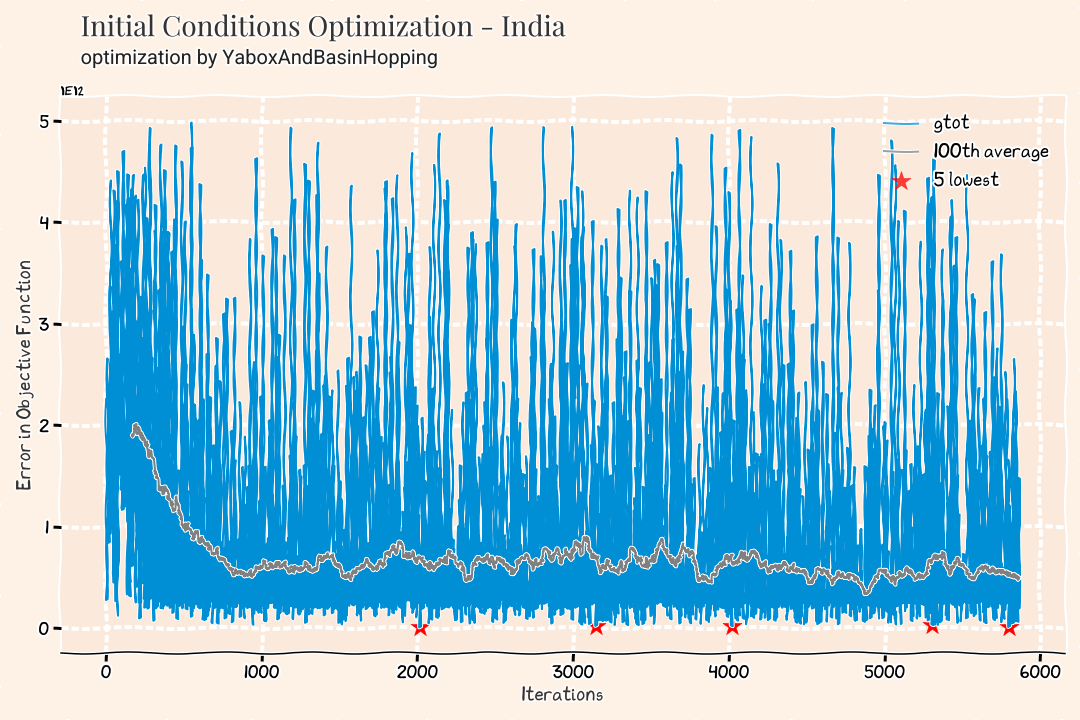 Initial Conditions Optimization - India
optimization by YaboxAndBasinHopping
1E12
5
4
3
2
1
0
Error in Objective Function
gtot
100th average
5 lowest
0 1000 2000 3000 4000 5000 6000
Iterations